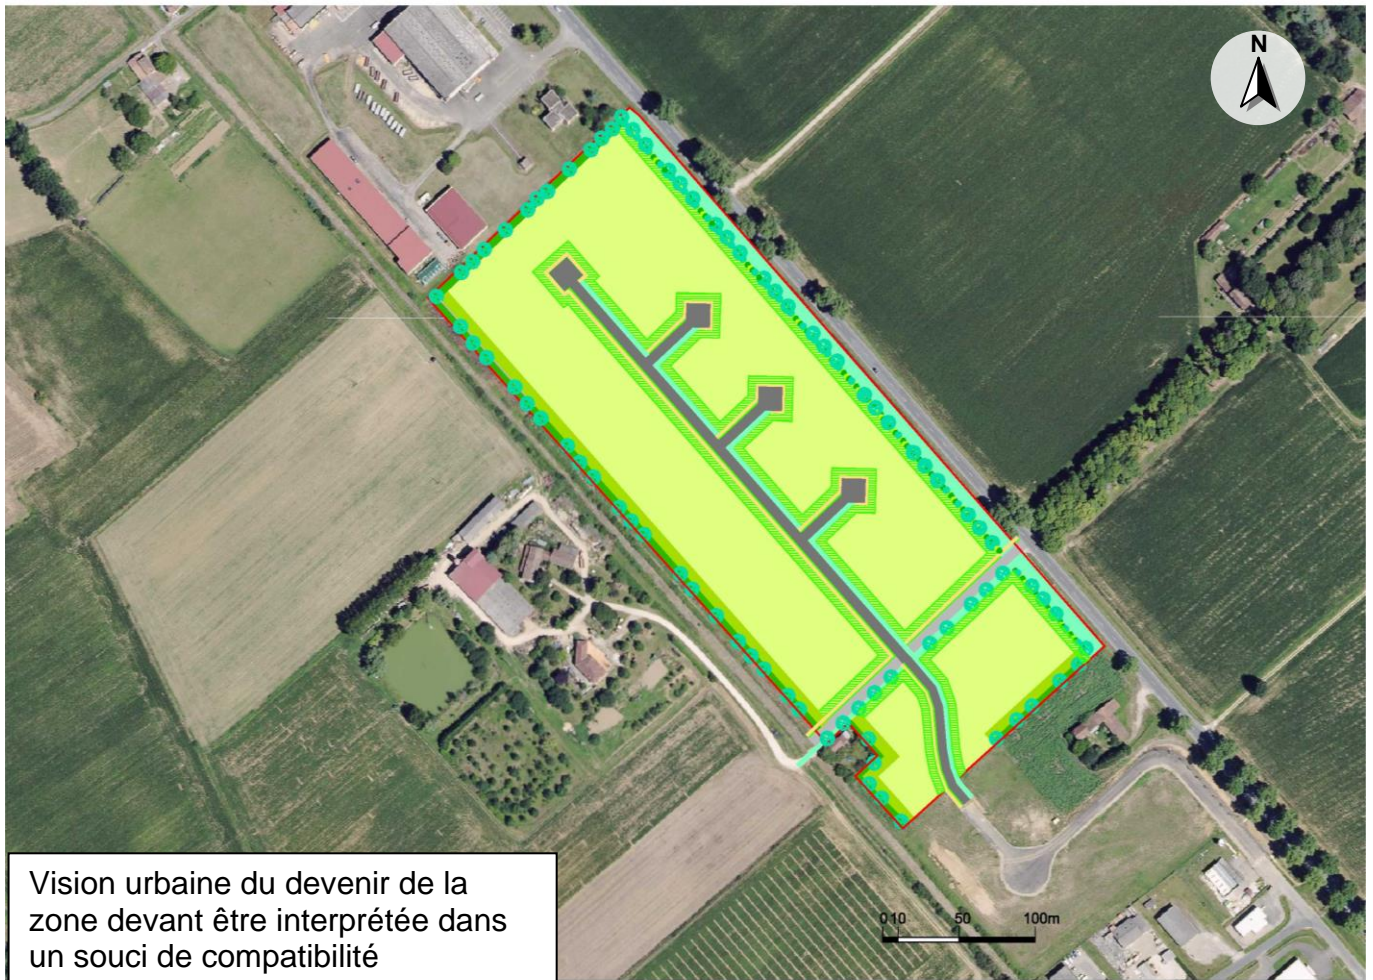 N
Vision urbaine du devenir de la
zone devant être interprétée dans
un souci de compatibilité
0 10 50 100m